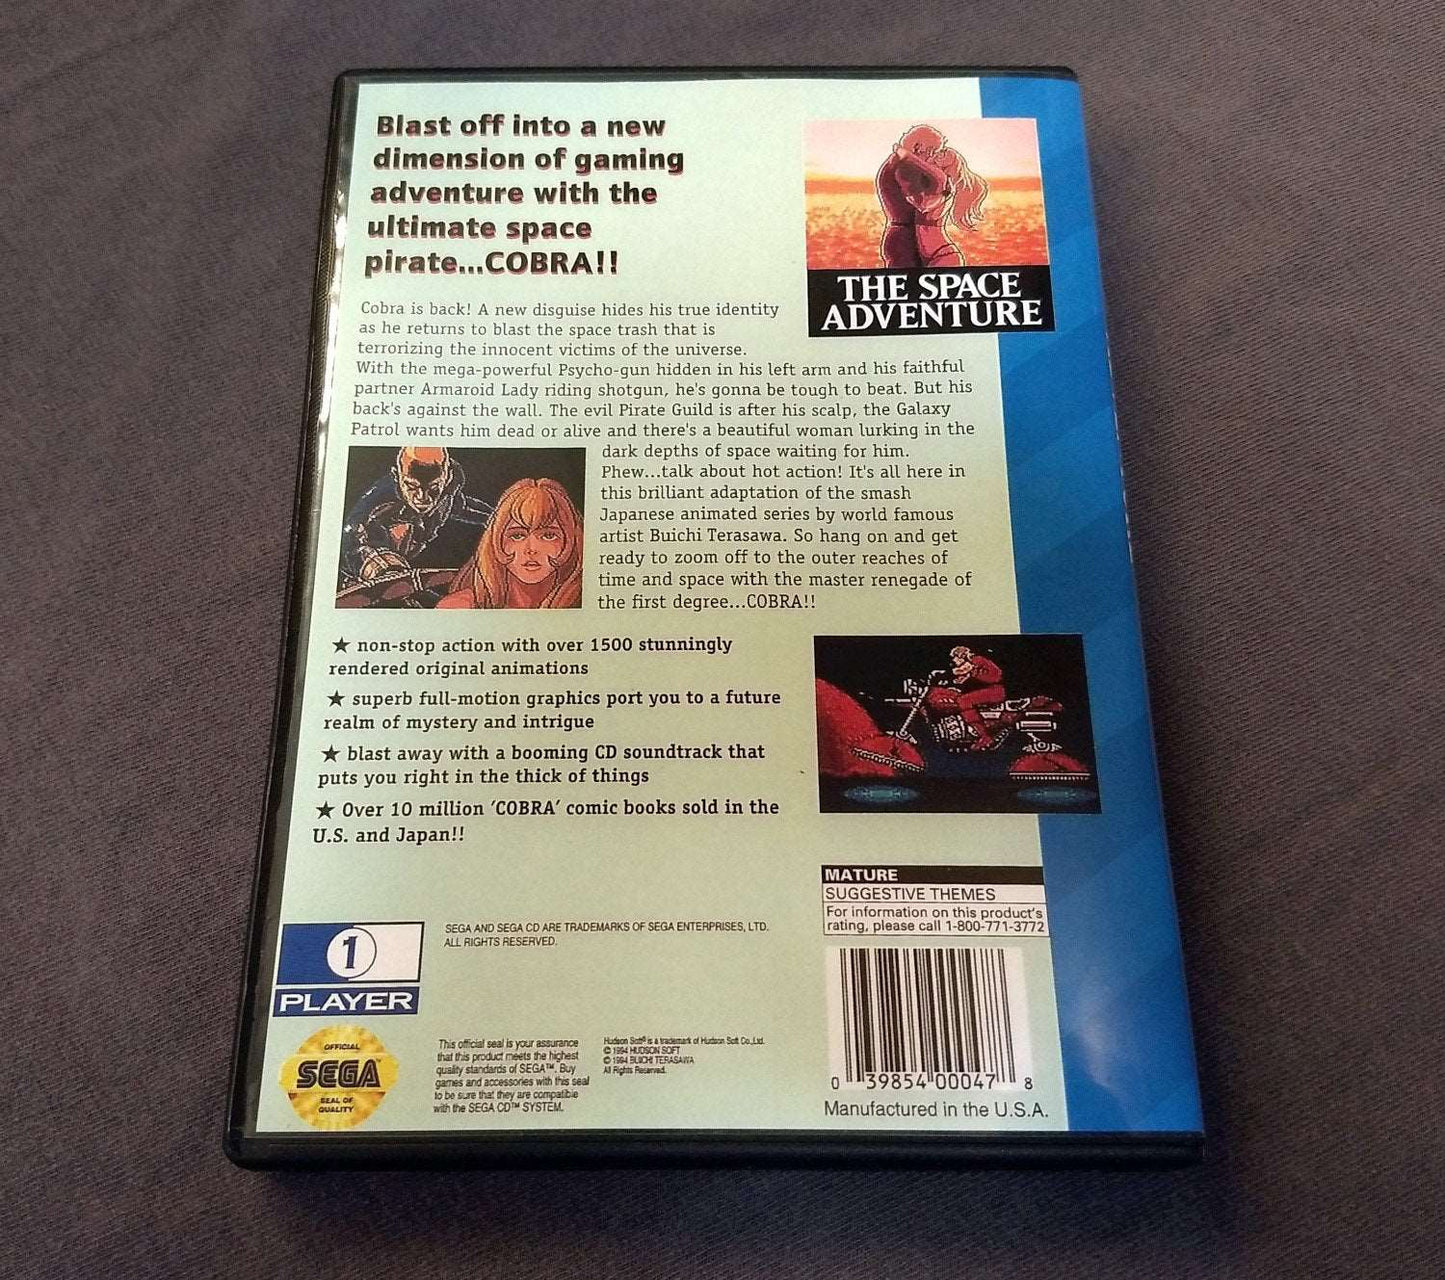 Blast off into a new
dimension of gaming
adventure with the
ultimate space
pirate...COBRA!!
THE SPACE
ADVENTURE
Cobra is back! A new disguise hides his true identity
as he returns to blast the space trash that is
terrorizing the innocent victims of the universe.
With the mega-powerful Psycho-gun hidden in his left arm and his faithful
partner Armaroid Lady riding shotgun, he's gonna be tough to beat. But his
back's against the wall. The evil Pirate Guild is after his scalp, the Galaxy
Patrol wants him dead or alive and there's a beautiful woman lurking in the
dark depths of space waiting for him.
Phew...talk about hot action! It's all here in
this brilliant adaptation of the smash
Japanese animated series by world famous
artist Buichi Terasawa. So hang on and get
ready to zoom off to the outer reaches of
time and space with the master renegade of
the first degree...COBRA!!
★ non-stop action with over 1500 stunningly
rendered original animations
★ superb full-motion graphics port you to a future
realm of mystery and intrigue
★ blast away with a booming CD soundtrack that
puts you right in the thick of things
★ Over 10 million 'COBRA' comic books sold in the
U.S. and Japan!!
MATURE
SUGGESTIVE THEMES
For information on this product's
rating, please call 1-800-771-3772
1
PLAYER
SEGA AND SEGA CD ARE TRADEMARKS OF SEGA ENTERPRISES, LTD.
ALL RIGHTS RESERVED.
OFFICIAL
SEGA™
SEAL OF
QUALITY
This official seal is your assurance
that this product meets the highest
quality standards of SEGA™. Buy
games and accessories with this seal
to be sure that they are compatible
with the SEGA CD™ SYSTEM.
Hudson Soft® is a trademark of Hudson Soft Co., Ltd.
© 1994 HUDSON SOFT
© 1994 BUICHI TERASAWA
All Rights Reserved.
0 39854 00047 8
Manufactured in the U.S.A.